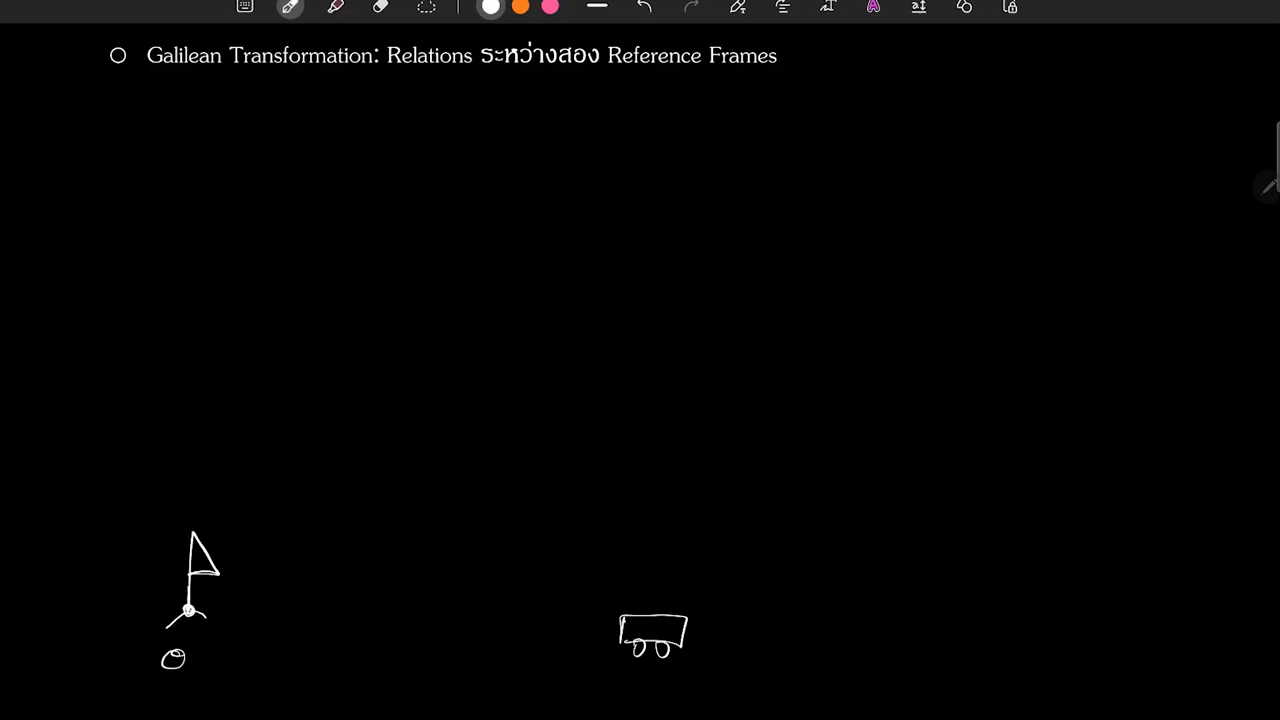 Galilean Transformation: Relations ระหว่างสอง Reference Frames
O